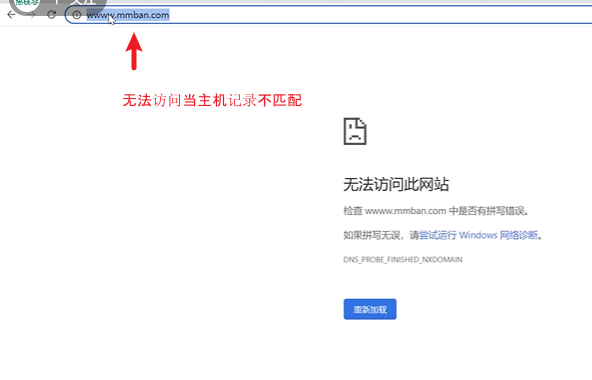 wwww.mmban.com
无法访问当主机记录不匹配
无法访问此网站
检查 wwww.mmban.com 中是否有拼写错误。
如果拼写无误，请尝试运行 Windows 网络诊断。
DNS_PROBE_FINISHED_NXDOMAIN
重新加载